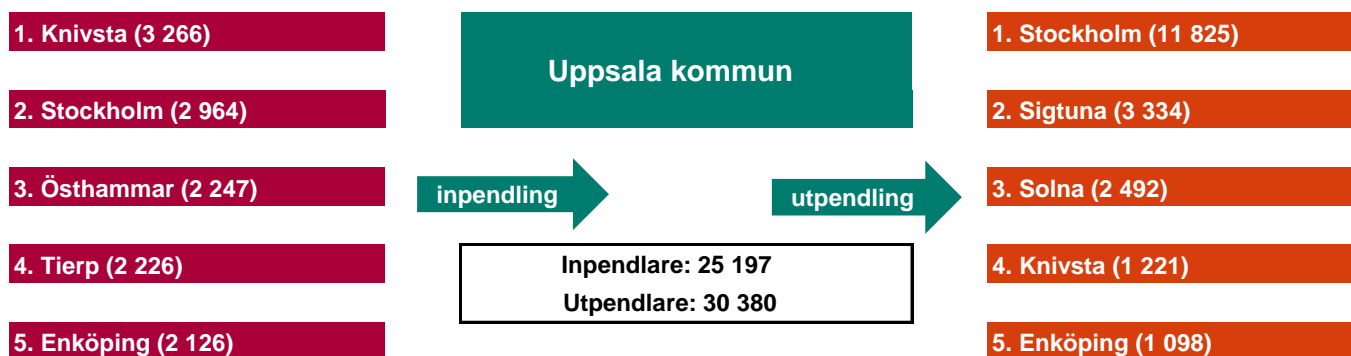 1. Knivsta (3 266)
2. Stockholm (2 964)
3. Östhammar (2 247)
4. Tierp (2 226)
5. Enköping (2 126)
Uppsala kommun
inpendling
utpendling
Inpendlare: 25 197
Utpendlare: 30 380
1. Stockholm (11 825)
2. Sigtuna (3 334)
3. Solna (2 492)
4. Knivsta (1 221)
5. Enköping (1 098)